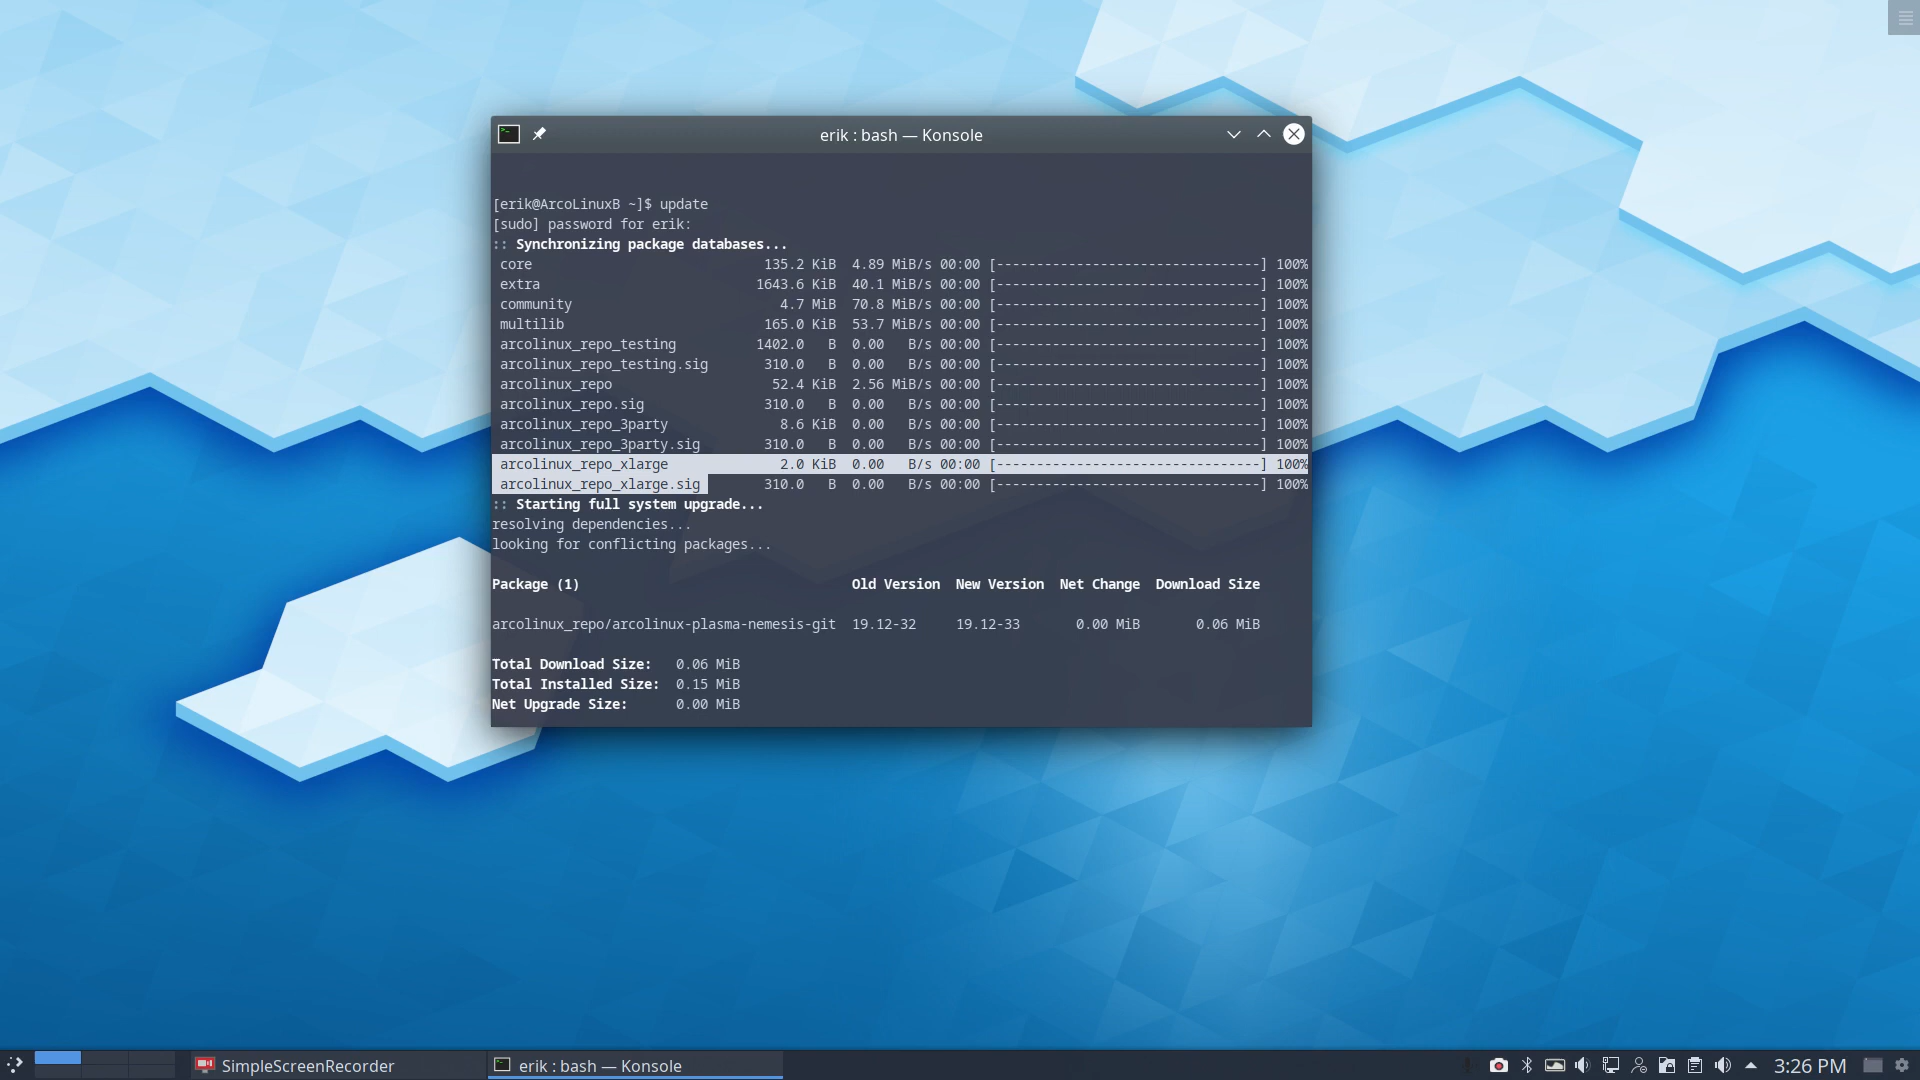 erik : bash — Konsole
[erik@ArcoLinuxB ~]$ update
[sudo] password for erik:
:: Synchronizing package databases...
core 135.2 KiB 4.89 MiB/s 00:00 [---------------------------------] 100%
extra 1643.6 KiB 40.1 MiB/s 00:00 [---------------------------------] 100%
community 4.7 MiB 70.8 MiB/s 00:00 [---------------------------------] 100%
multilib 165.0 KiB 53.7 MiB/s 00:00 [---------------------------------] 100%
arcolinux_repo_testing 1402.0 B 0.00 B/s 00:00 [---------------------------------] 100%
arcolinux_repo_testing.sig 310.0 B 0.00 B/s 00:00 [---------------------------------] 100%
arcolinux_repo 52.4 KiB 2.56 MiB/s 00:00 [---------------------------------] 100%
arcolinux_repo.sig 310.0 B 0.00 B/s 00:00 [---------------------------------] 100%
arcolinux_repo_3party 8.6 KiB 0.00 B/s 00:00 [---------------------------------] 100%
arcolinux_repo_3party.sig 310.0 B 0.00 B/s 00:00 [---------------------------------] 100%
arcolinux_repo_xlarge 2.0 KiB 0.00 B/s 00:00 [---------------------------------] 100%
arcolinux_repo_xlarge.sig 310.0 B 0.00 B/s 00:00 [---------------------------------] 100%
:: Starting full system upgrade...
resolving dependencies...
looking for conflicting packages...
Package (1) Old Version New Version Net Change Download Size
arcolinux_repo/arcolinux-plasma-nemesis-git 19.12-32 19.12-33 0.00 MiB 0.06 MiB
Total Download Size: 0.06 MiB
Total Installed Size: 0.15 MiB
Net Upgrade Size: 0.00 MiB
SimpleScreenRecorder
erik : bash — Konsole
3:26 PM